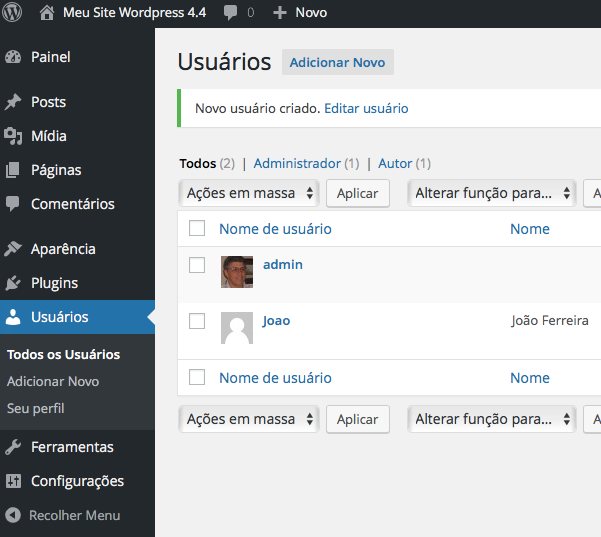 Meu Site Wordpress 4.4 0 Novo
Painel
Posts
Mídia
Páginas
Comentários
Aparência
Plugins
Usuários
Todos os Usuários
Adicionar Novo
Seu perfil
Ferramentas
Configurações
Recolher Menu
Usuários Adicionar Novo
Novo usuário criado. Editar usuário
Todos (2) | Administrador (1) | Autor (1)
Ações em massa Aplicar Alterar função para... A
Nome de usuário Nome
admin
Joao João Ferreira
Nome de usuário Nome
Ações em massa Aplicar Alterar função para... A